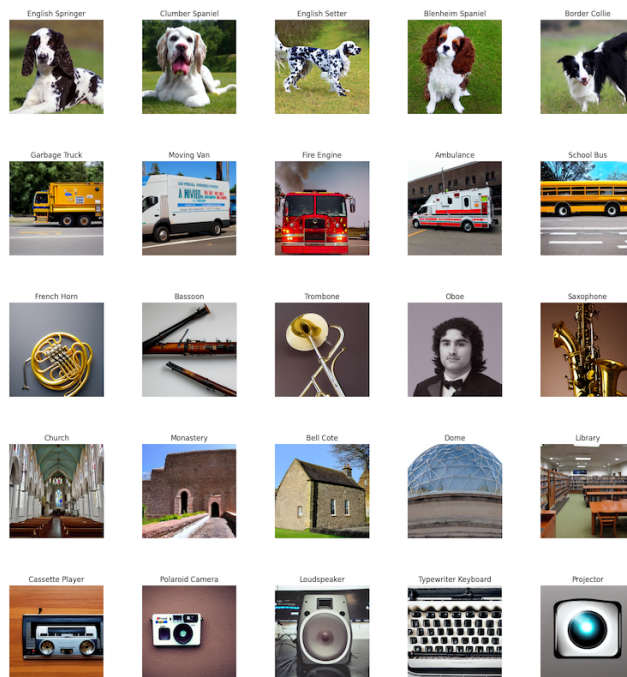 English Springer
Clumber Spaniel
English Setter
Blenheim Spaniel
Border Collie
Garbage Truck
Moving Van
Fire Engine
Ambulance
School Bus
French Horn
Bassoon
Trombone
Oboe
Saxophone
Church
Monastery
Bell Cote
Dome
Library
Cassette Player
Polaroid Camera
Loudspeaker
Typewriter Keyboard
Projector